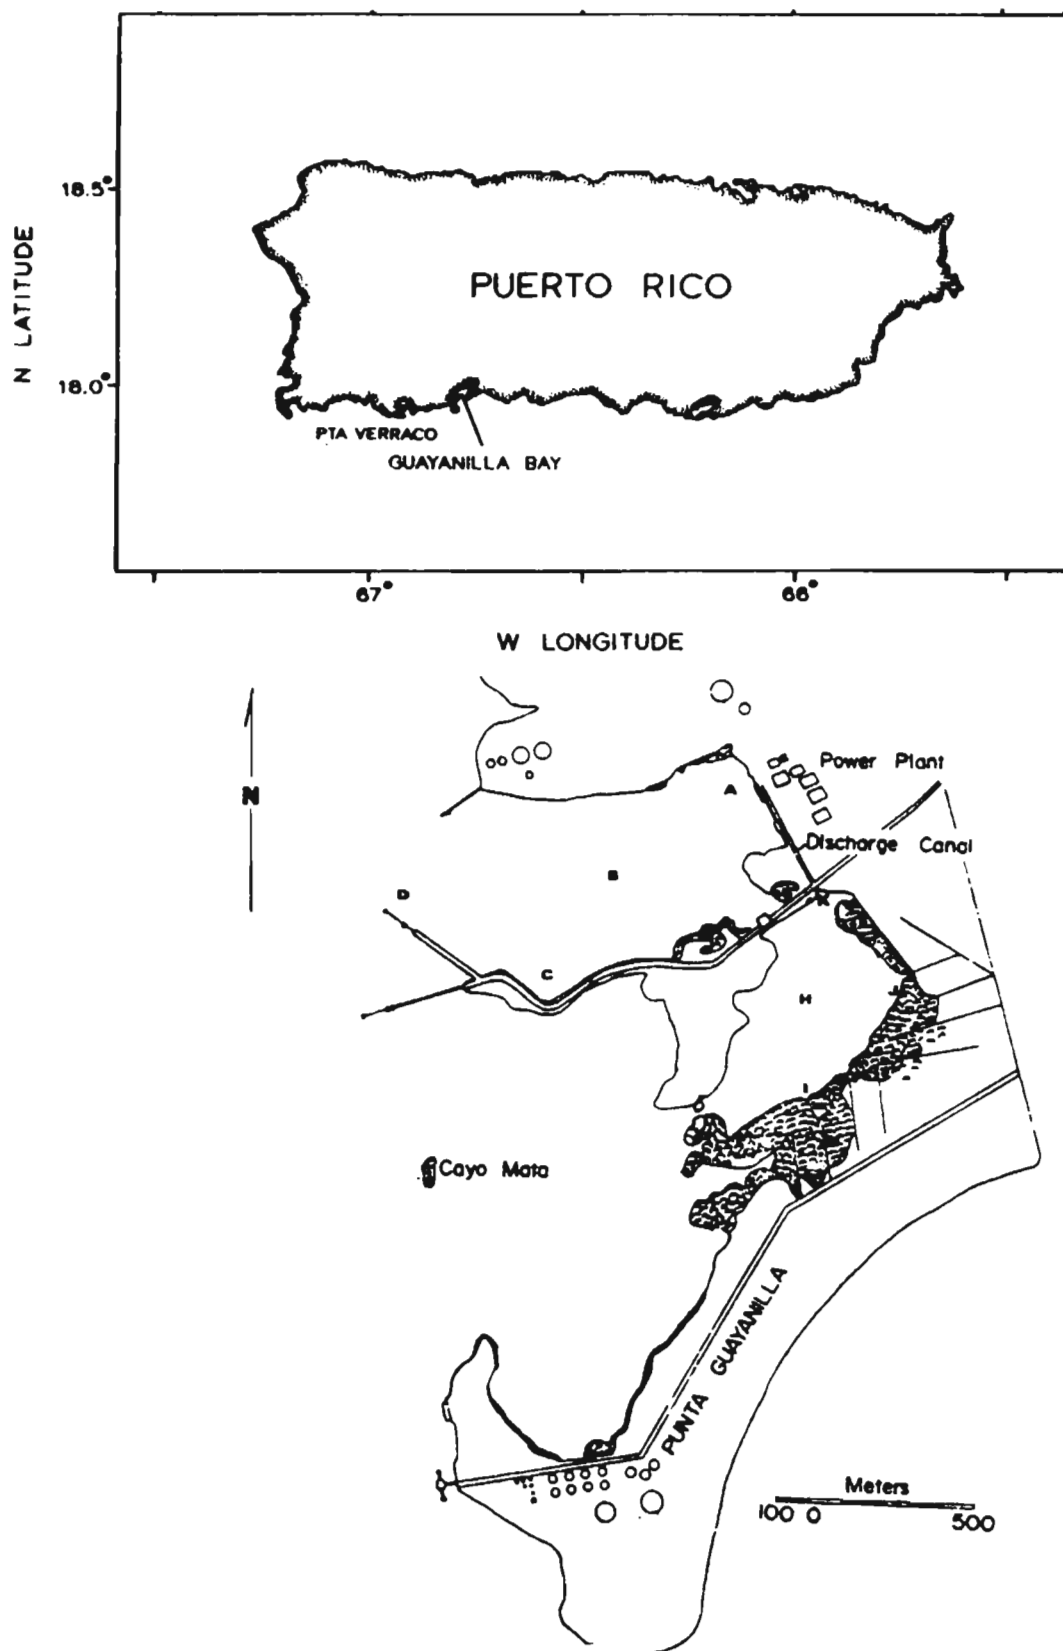 18.5°
N LATITUDE
PUERTO RICO
18.0°
PTA VERRACO
GUAYANILLA BAY
67°
66°
W LONGITUDE
N
Power Plant
A
Discharge Canal
B
D
K
C
J
H
I
Cayo Mata
PUNTA GUAYANILLA
Meters
100 0 500